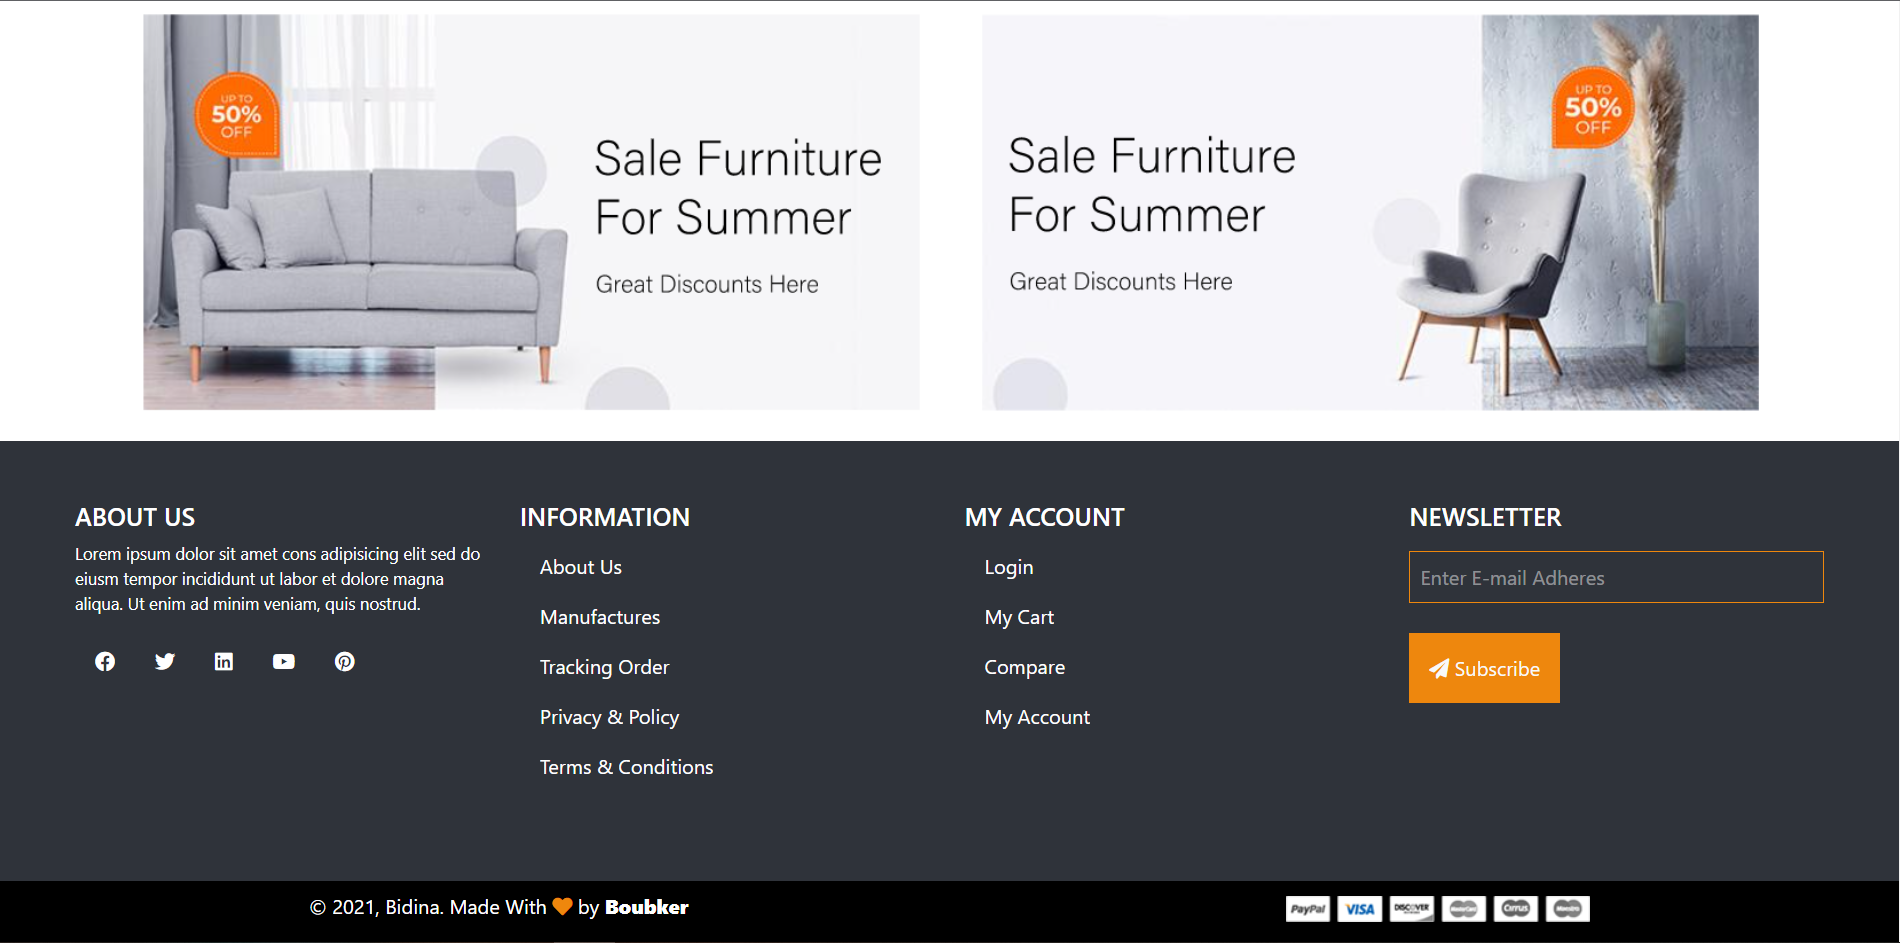 UP TO
50%
OFF
Sale Furniture
For Summer
Great Discounts Here
Sale Furniture
For Summer
Great Discounts Here
UP TO
50%
OFF
ABOUT US
Lorem ipsum dolor sit amet cons adipisicing elit sed do
eiusm tempor incididunt ut labor et dolore magna
aliqua. Ut enim ad minim veniam, quis nostrud.
INFORMATION
About Us
Manufactures
Tracking Order
Privacy & Policy
Terms & Conditions
MY ACCOUNT
Login
My Cart
Compare
My Account
NEWSLETTER
Enter E-mail Adheres
Subscribe
© 2021, Bidina. Made With 🧡 by Boubker
PayPal VISA DISCOVER MasterCard Cirrus Maestro